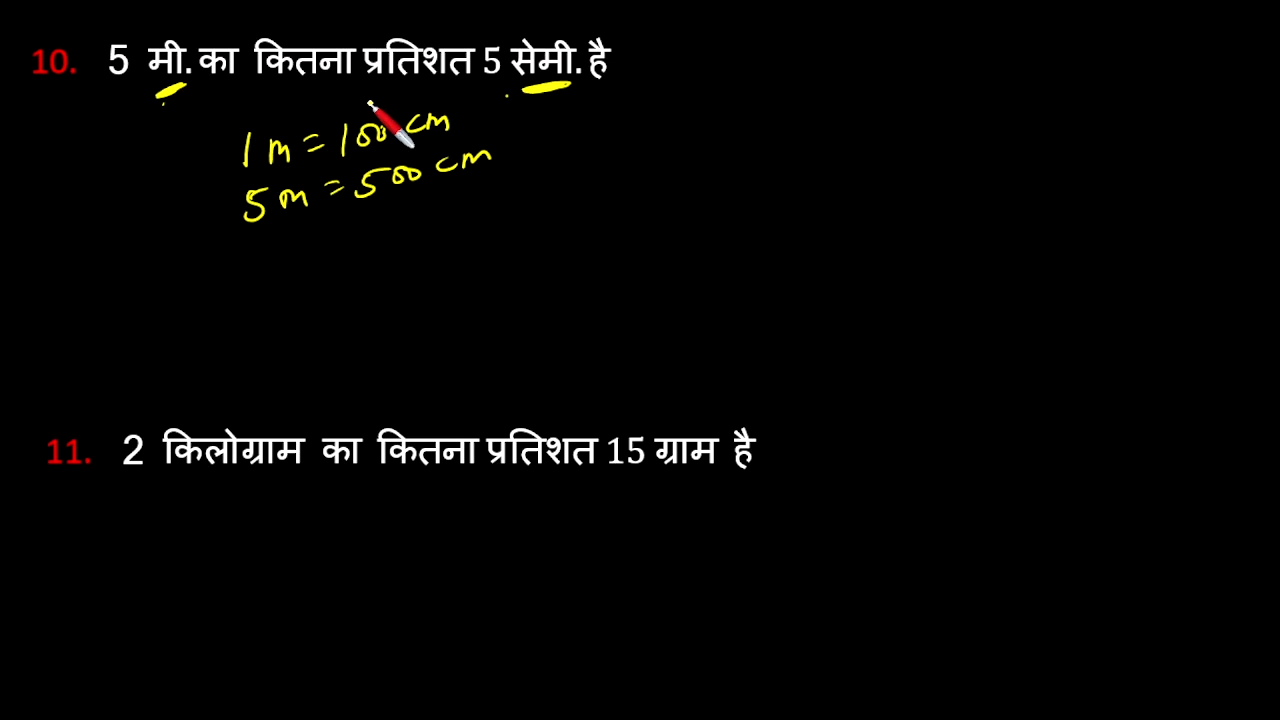 10. 5 मी. का कितना प्रतिशत 5 सेमी. है
1 m = 100 cm
5 m = 500 cm
11. 2 किलोग्राम का कितना प्रतिशत 15 ग्राम है